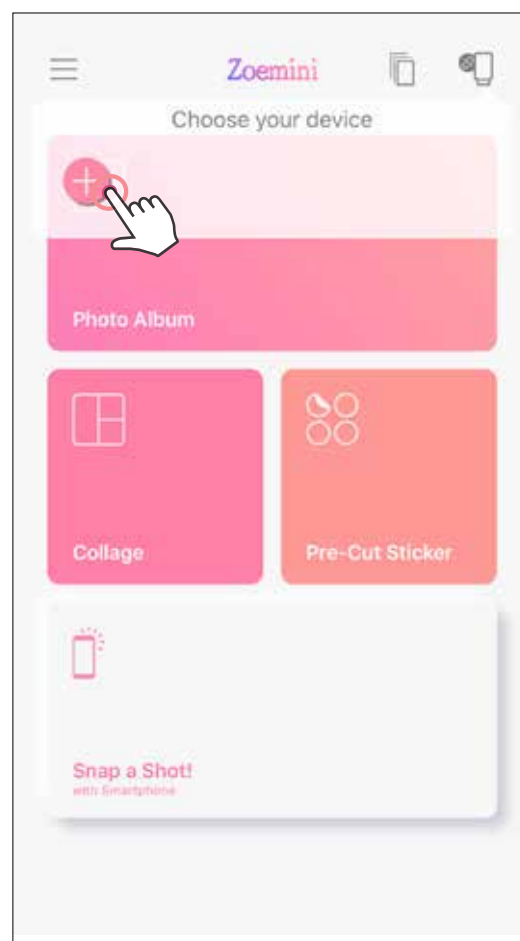 Zoemini
Choose your device
Photo Album
Collage
Pre-Cut Sticker
Snap a Shot!
with Smartphone